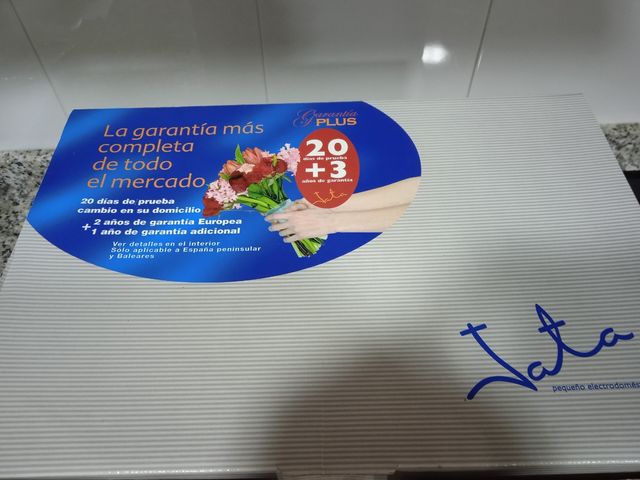 Garantía
PLUS
La garantía más
completa
de todo
el mercado
20
días de prueba
+3
años de garantía
Jata
20 días de prueba
cambio en su domicilio
+ 2 años de garantía Europea
1 año de garantía adicional
Ver detalles en el interior
Sólo aplicable a España peninsular
y Baleares
Jata
pequeño electrodomés